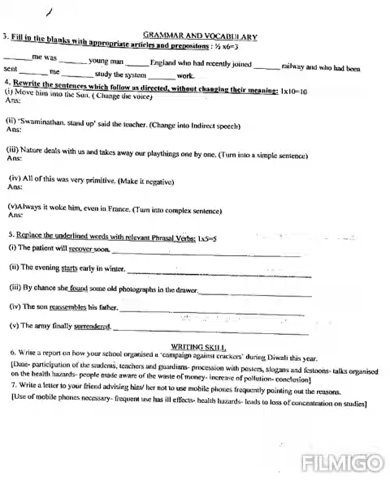 GRAMMAR AND VOCABULARY
3. Fill in the blanks with appropriate articles and prepositions : ½ x6=3
______me was ______ young man ______ England who had recently joined ______ railway and who had been
sent ______ me ______ study the system ______ work.
4. Rewrite the sentences which follow as directed, without changing their meaning: 1x10=10
(i) Move him into the Sun. ( Change the voice)
Ans:
(ii) 'Swaminathan, stand up' said the teacher. (Change into Indirect speech)
Ans:
(iii) Nature deals with us and takes away our playthings one by one. (Turn into a simple sentence)
Ans:
(iv) All of this was very primitive. (Make it negative)
Ans:
(v)Always it woke him, even in France. (Turn into complex sentence)
Ans:
5. Replace the underlined words with relevant Phrasal Verbs: 1x5=5
(i) The patient will recover soon.
(ii) The evening starts early in winter.
(iii) By chance she found some old photographs in the drawer.
(iv) The son reassembles his father.
(v) The army finally surrendered.
WRITING SKILL
6. Write a report on how your school organised a 'campaign against crackers' during Diwali this year.
[Date- participation of the students, teachers and guardians- procession with posters, slogans and festoons- talks organised
on the health hazards- people made aware of the waste of money- increase of pollution- conclusion]
7. Write a letter to your friend advising him/ her not to use mobile phones frequently pointing out the reasons.
[Use of mobile phones necessary- frequent use has ill effects- health hazards- leads to loss of concentration on studies]
FILMIGO